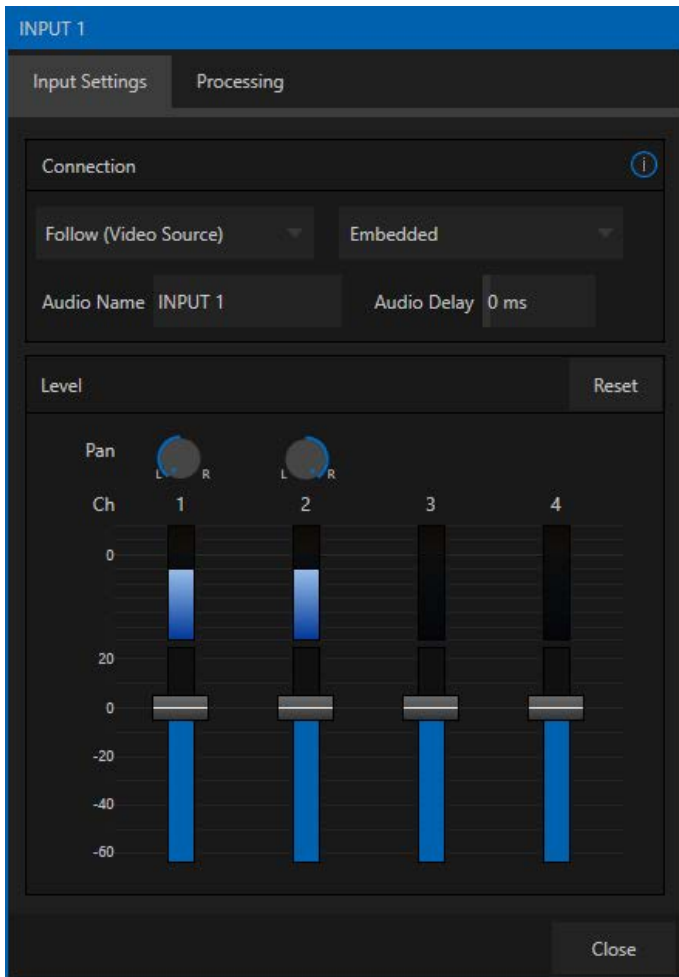 INPUT 1
Input Settings Processing
Connection i
Follow (Video Source) Embedded
Audio Name INPUT 1 Audio Delay 0 ms
Level Reset
Pan L R L R
Ch 1 2 3 4
0
20
0
-20
-40
-60
Close